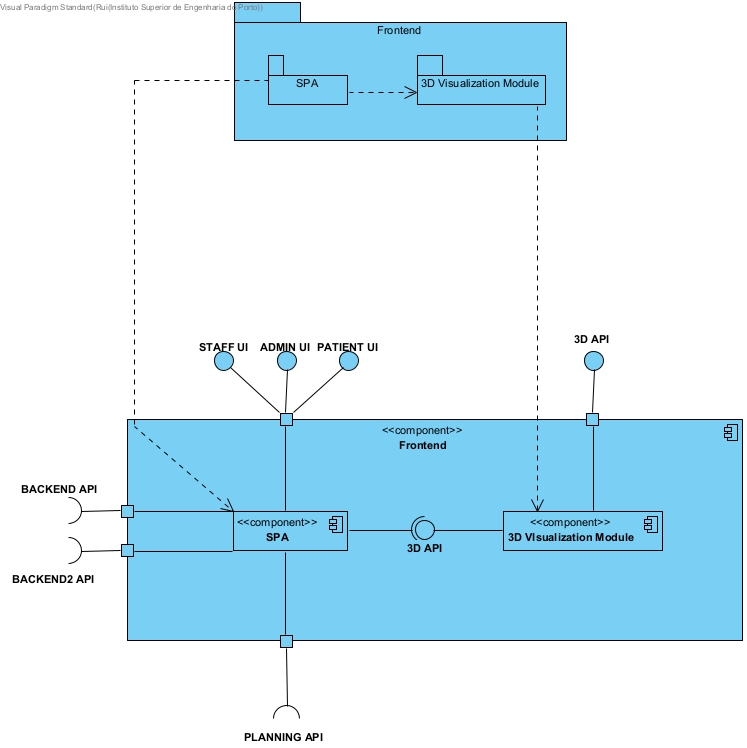 Visual Paradigm Standard(Rui(Instituto Superior de Engenharia do Porto))
Frontend
SPA
3D Visualization Module
STAFF UI
ADMIN UI
PATIENT UI
3D API
<<component>>
Frontend
BACKEND API
<<component>>
SPA
3D API
<<component>>
3D VIsualization Module
BACKEND2 API
PLANNING API